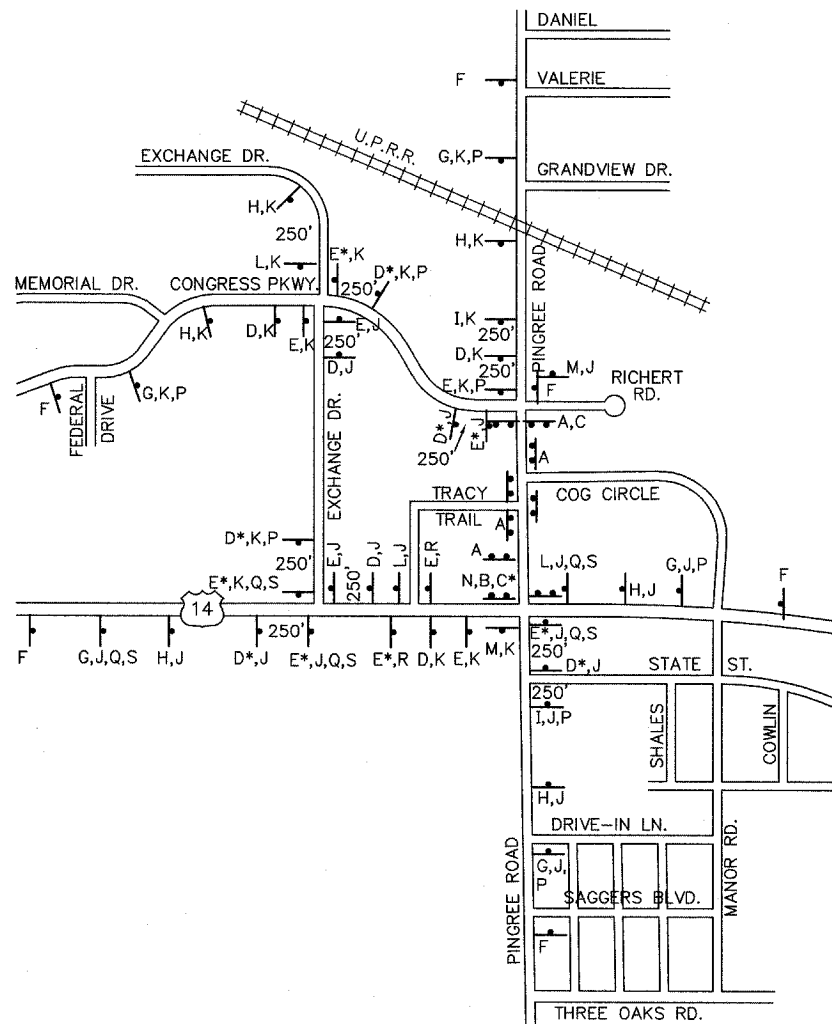 DANIEL
F
VALERIE
U.P.R.R.
G,K,P
EXCHANGE DR.
GRANDVIEW DR.
H,K
250'
H,K
PINGREE ROAD
L,K
E*,K
D*,K,P
250'
MEMORIAL DR.
CONGRESS PKWY.
H,K
D,K
E,K
E,J
250'
D,J
I,K
250'
D,K
250'
E,K,P
M,J
F
RICHERT
RD.
F
G,K,P
FEDERAL
DRIVE
D*,J
E*,J
250'
A,C
A
EXCHANGE DR.
TRACY
TRAIL
COG CIRCLE
A
A
D*,K,P
250'
E*,K,Q,S
E,J
250'
D,J
L,J
E,R
N,B,C*
L,J,Q,S
H,J
G,J,P
F
14
F
G,J,Q,S
H,J
D*,J
250'
E*,J,Q,S
E*,R
D,K
E,K
M,K
E*,J,Q,S
250'
D*,J
STATE ST.
250'
I,J,P
SHALES
COWLIN
H,J
DRIVE-IN LN.
MANOR RD.
PINGREE ROAD
G,J,
P
SAGGERS BLVD.
F
THREE OAKS RD.